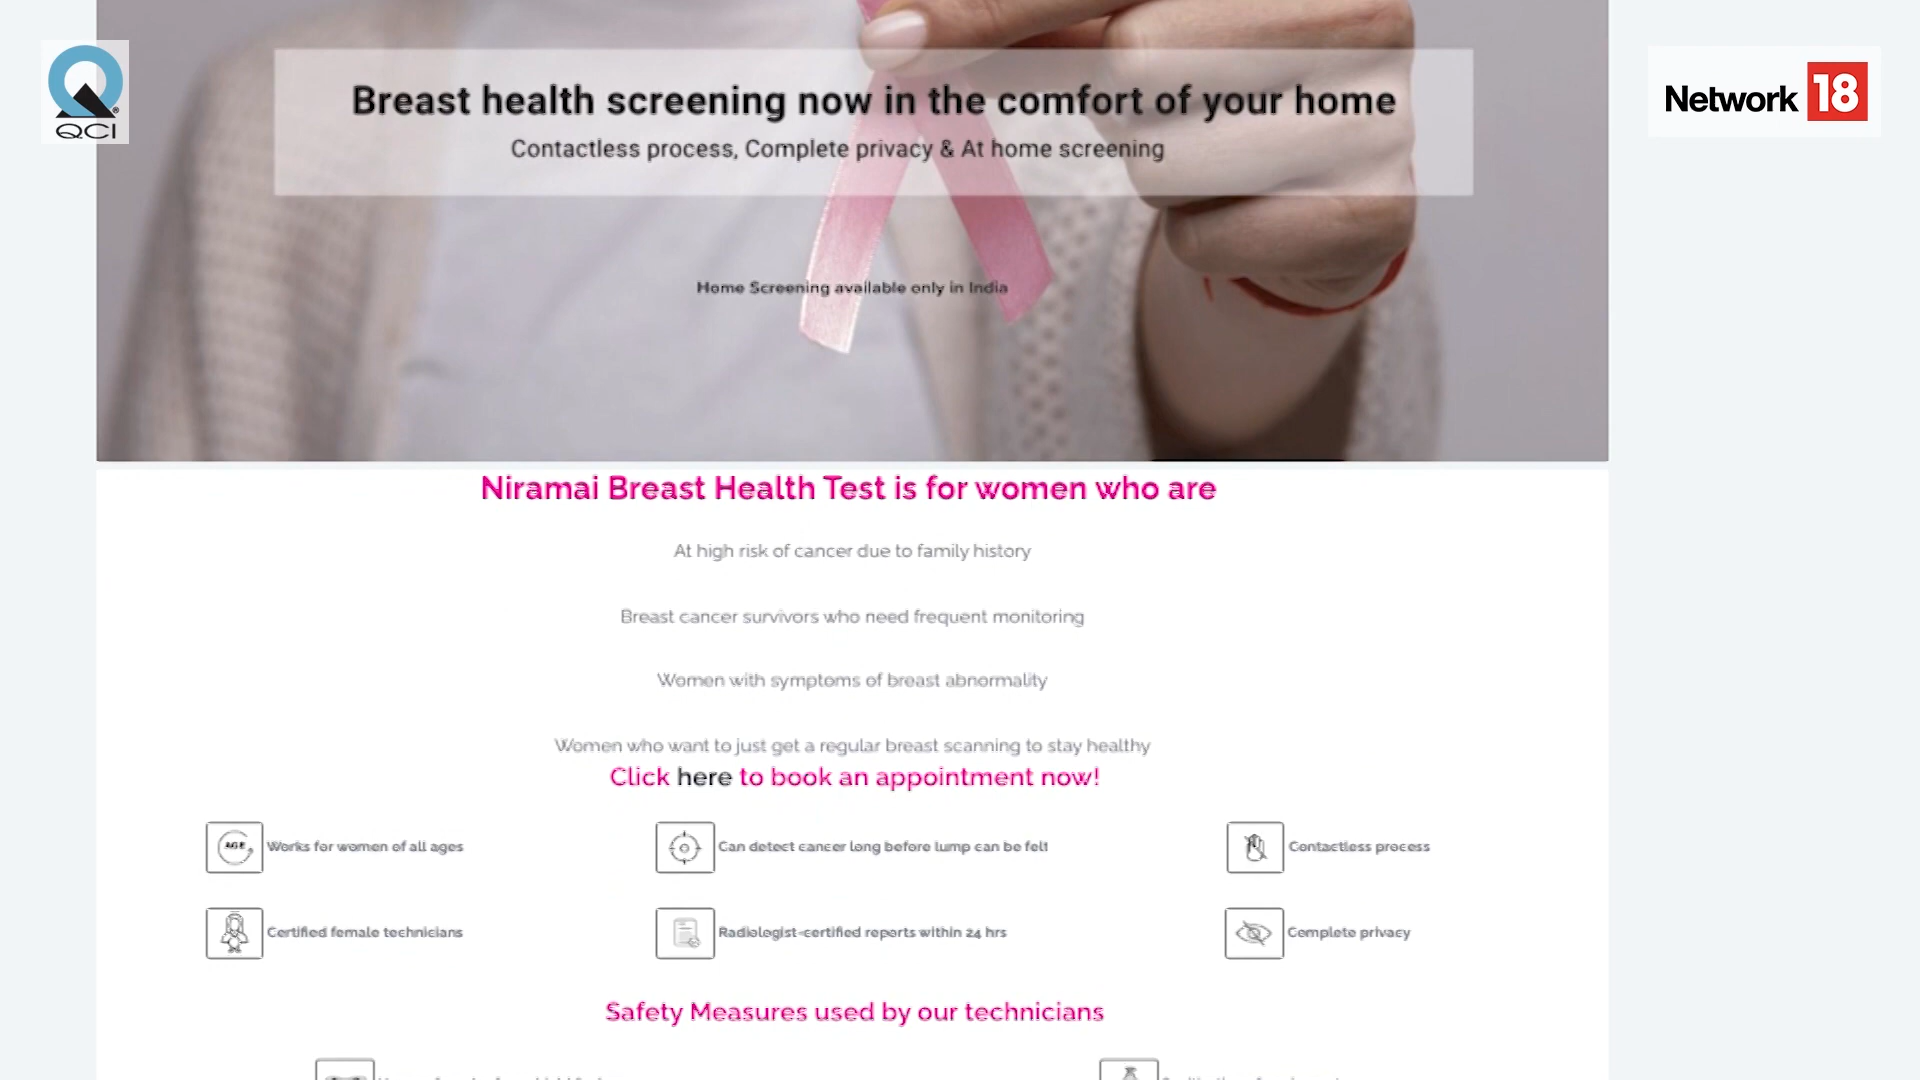 QCI
Network 18
Breast health screening now in the comfort of your home
Contactless process, Complete privacy & At home screening
Home Screening available only in India
Niramai Breast Health Test is for women who are
At high risk of cancer due to family history
Breast cancer survivors who need frequent monitoring
Women with symptoms of breast abnormality
Women who want to just get a regular breast scanning to stay healthy
Click here to book an appointment now!
AGE
Works for women of all ages
Can detect cancer long before lump can be felt
Contactless process
Certified female technicians
Radiologist-certified reports within 24 hrs
Complete privacy
Safety Measures used by our technicians